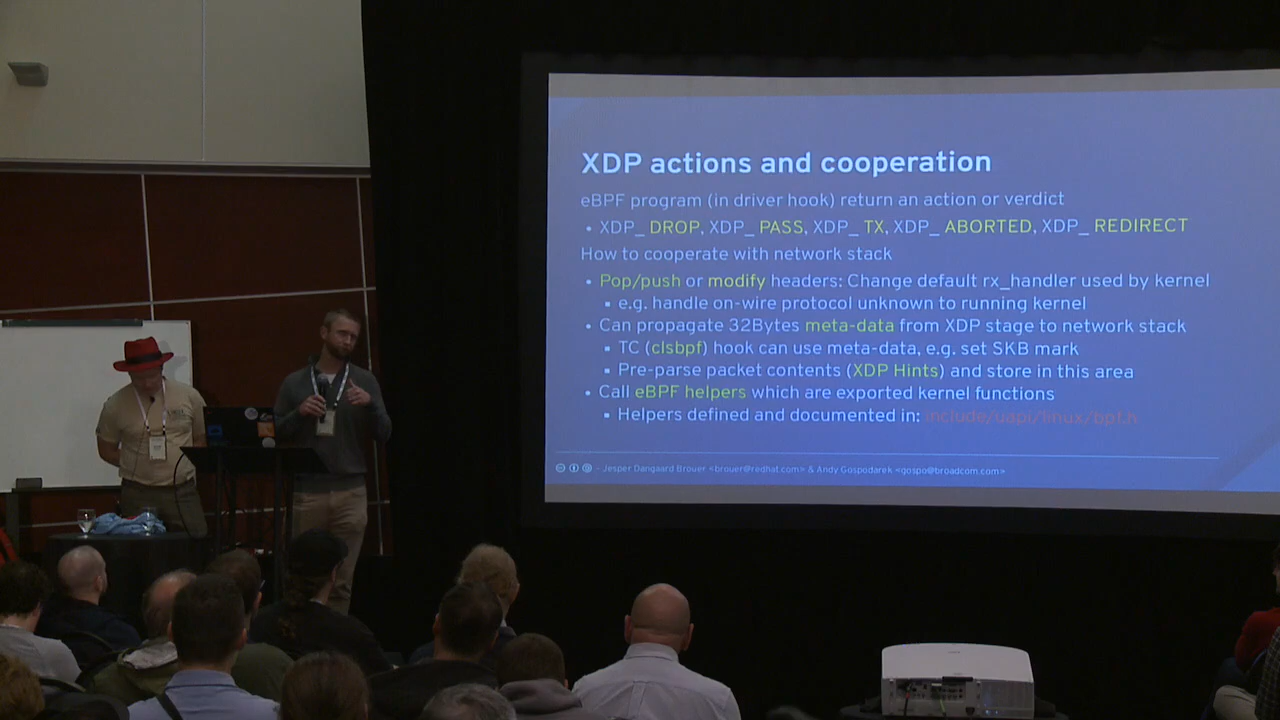 XDP actions and cooperation
eBPF program (in driver hook) return an action or verdict
• XDP_ DROP, XDP_ PASS, XDP_ TX, XDP_ ABORTED, XDP_ REDIRECT
How to cooperate with network stack
• Pop/push or modify headers: Change default rx_handler used by kernel
▪ e.g. handle on-wire protocol unknown to running kernel
• Can propagate 32Bytes meta-data from XDP stage to network stack
▪ TC (clsbpf) hook can use meta-data, e.g. set SKB mark
▪ Pre-parse packet contents (XDP Hints) and store in this area
• Call eBPF helpers which are exported kernel functions
▪ Helpers defined and documented in: include/uapi/linux/bpf.h
- Jesper Dangaard Brouer <brouer@redhat.com> & Andy Gospodarek <gospo@broadcom.com>